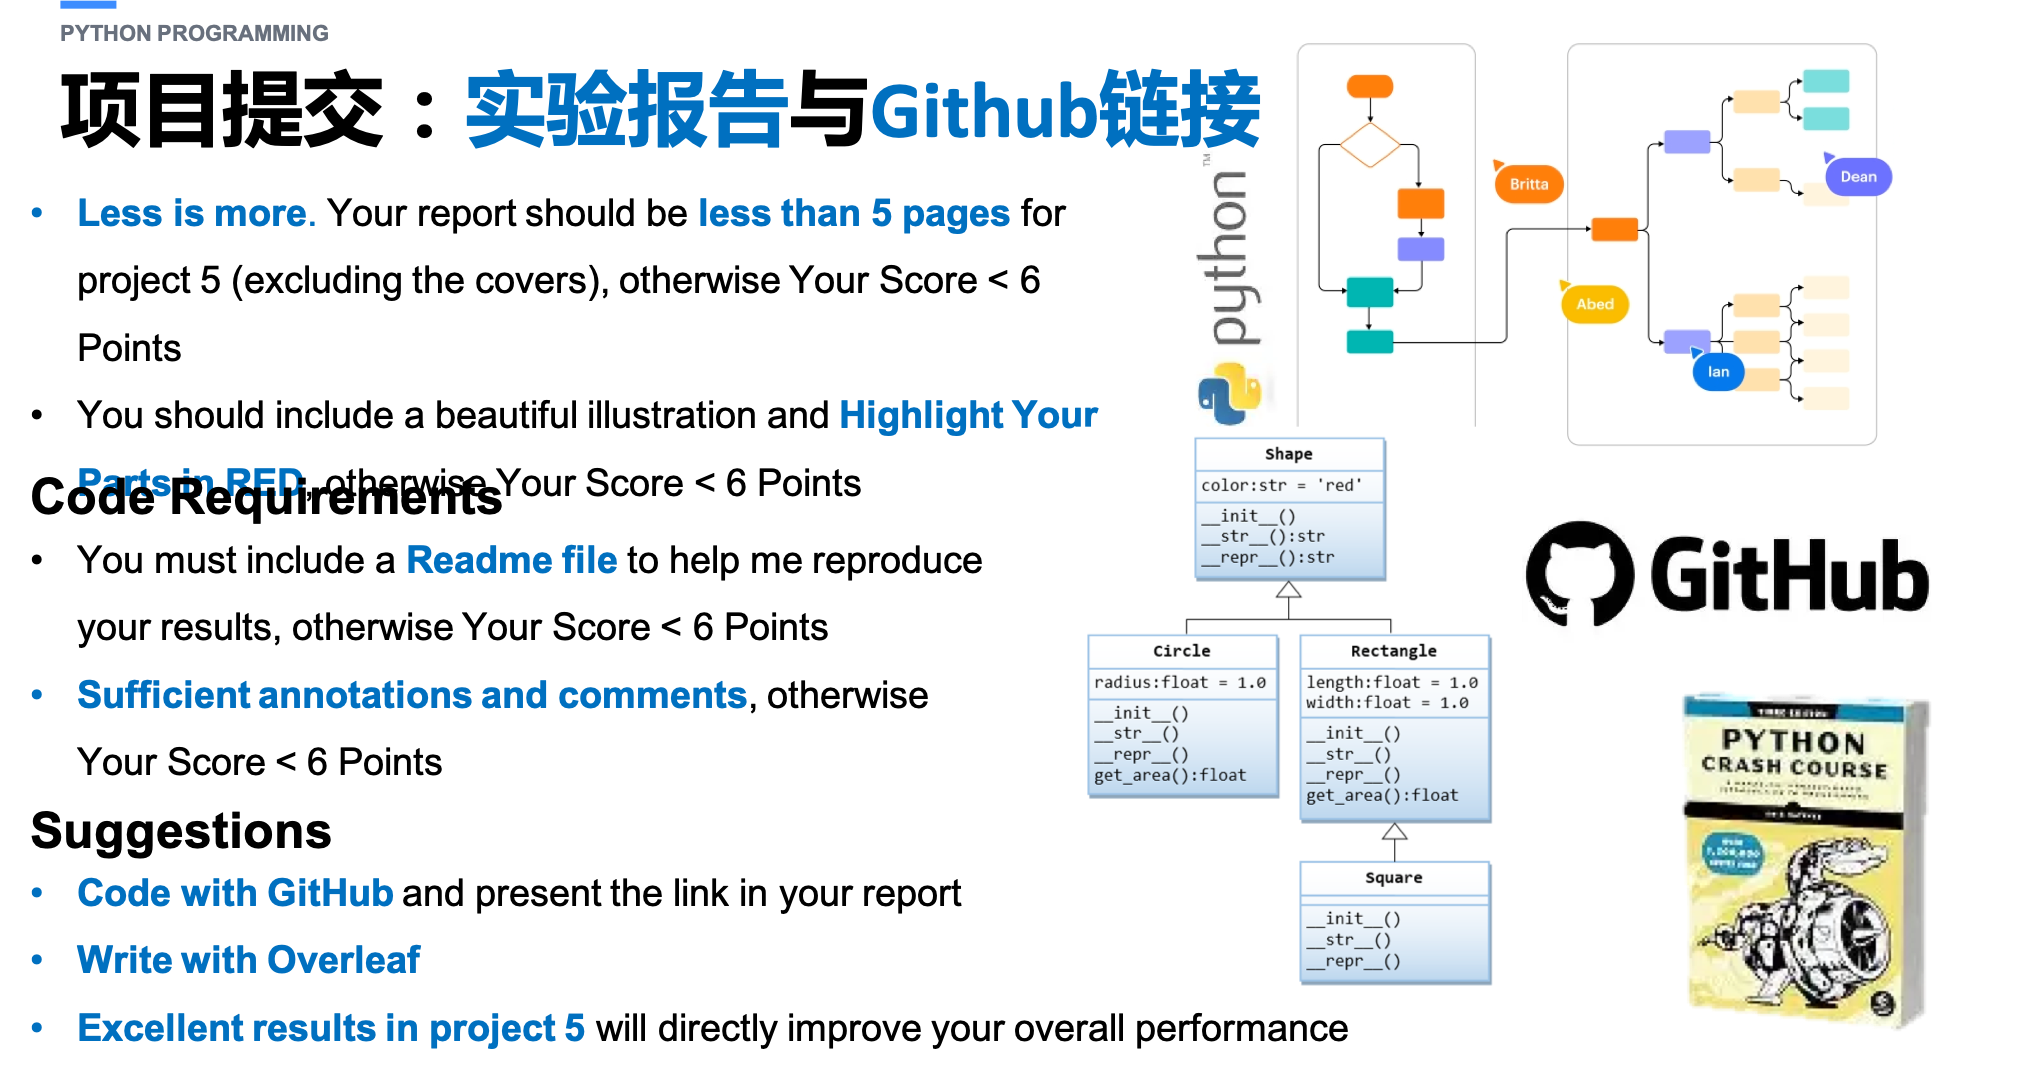 PYTHON PROGRAMMING
项目提交：实验报告与Github链接
• Less is more. Your report should be less than 5 pages for
project 5 (excluding the covers), otherwise Your Score < 6
Points
• You should include a beautiful illustration and Highlight Your
Parts in RED, otherwise Your Score < 6 Points
Code Requirements
• You must include a Readme file to help me reproduce
your results, otherwise Your Score < 6 Points
• Sufficient annotations and comments, otherwise
Your Score < 6 Points
Suggestions
• Code with GitHub and present the link in your report
• Write with Overleaf
• Excellent results in project 5 will directly improve your overall performance
python
TM
Britta
Dean
Abed
Ian
Shape
color:str = 'red'
__init__()
__str__():str
__repr__():str
Circle
radius:float = 1.0
__init__()
__str__()
__repr__()
get_area():float
Rectangle
length:float = 1.0
width:float = 1.0
__init__()
__str__()
__repr__()
get_area():float
Square
__init__()
__str__()
__repr__()
GitHub
PYTHON
CRASH COURSE